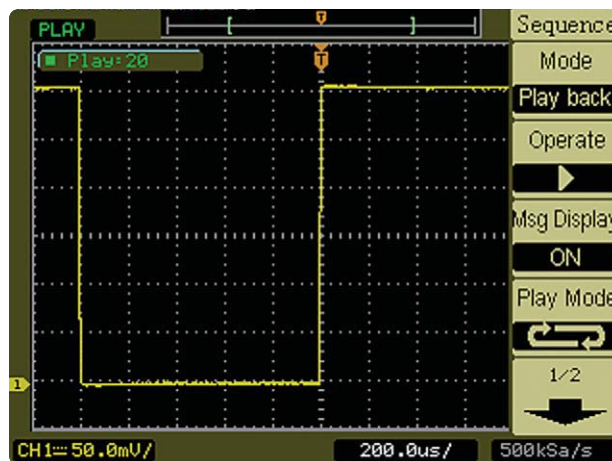 PLAY
T
Sequence
Play:20
T
Mode
Play back
Operate
Msg Display
ON
Play Mode
1/2
1
CH1 50.0mV/
200.0us/
500kSa/s